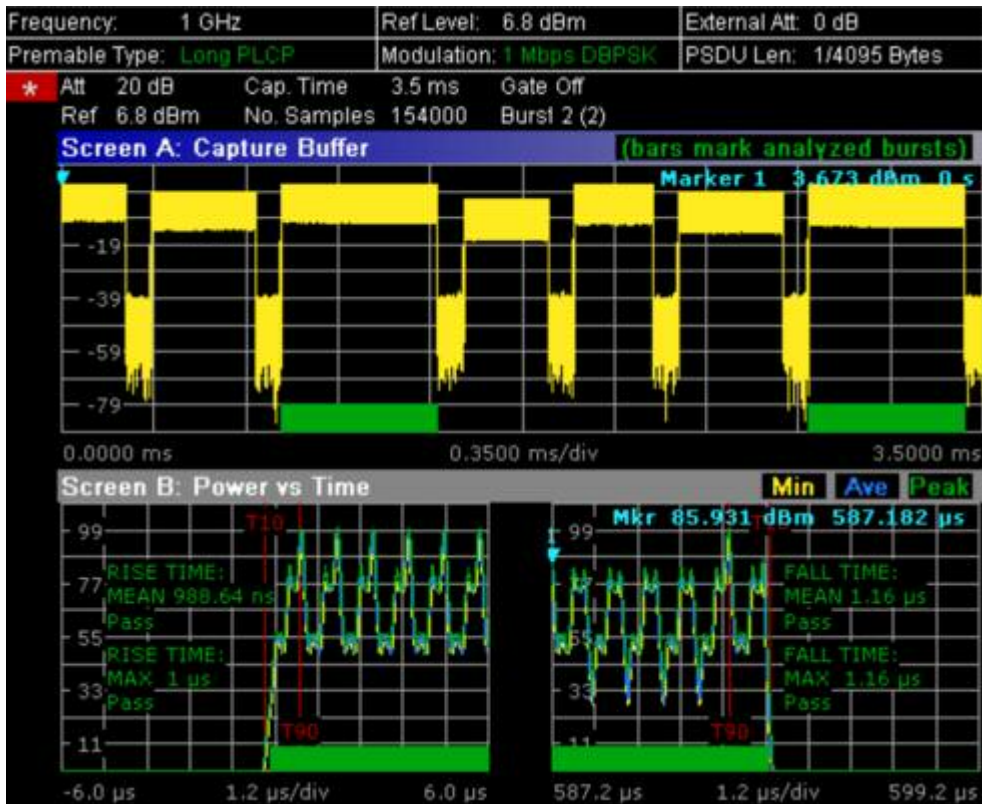 Frequency: 1 GHz Ref Level: 6.8 dBm External Att: 0 dB
Premable Type: Long PLCP Modulation: 1 Mbps DBPSK PSDU Len: 1/4095 Bytes
* Att 20 dB Cap. Time 3.5 ms Gate Off
Ref 6.8 dBm No. Samples 154000 Burst 2 (2)
Screen A: Capture Buffer (bars mark analyzed bursts)
1 Marker 1 3.673 dBm 0 s
-19
-39
-59
-79
0.0000 ms 0.3500 ms/div 3.5000 ms
Screen B: Power vs Time Min Ave Peak
99 T10 1 99 Mkr 85.931 dBm 587.182 µs
RISE TIME: FALL TIME:
77 MEAN 988.64 ns 77 MEAN 1.16 µs
Pass Pass
55 55
RISE TIME: FALL TIME:
MAX 1 µs MAX 1.16 µs
33 33
Pass Pass
T90 T90
11 11
-6.0 µs 1.2 µs/div 6.0 µs 587.2 µs 1.2 µs/div 599.2 µs